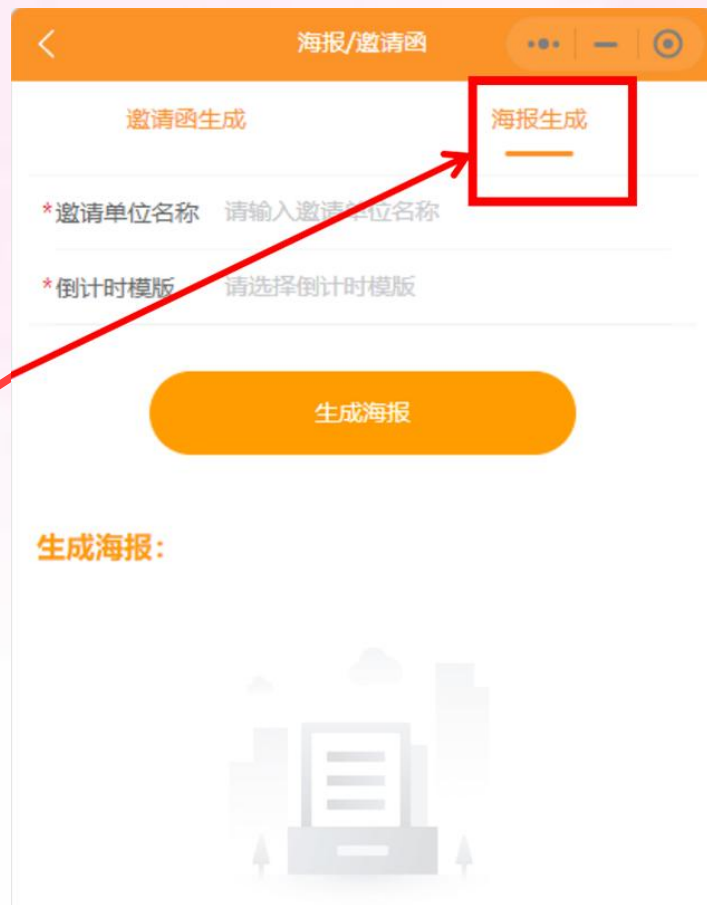 海报/邀请函
邀请函生成
海报生成
*邀请单位名称 请输入邀请单位名称
*倒计时模版 请选择倒计时模版
生成海报
生成海报：